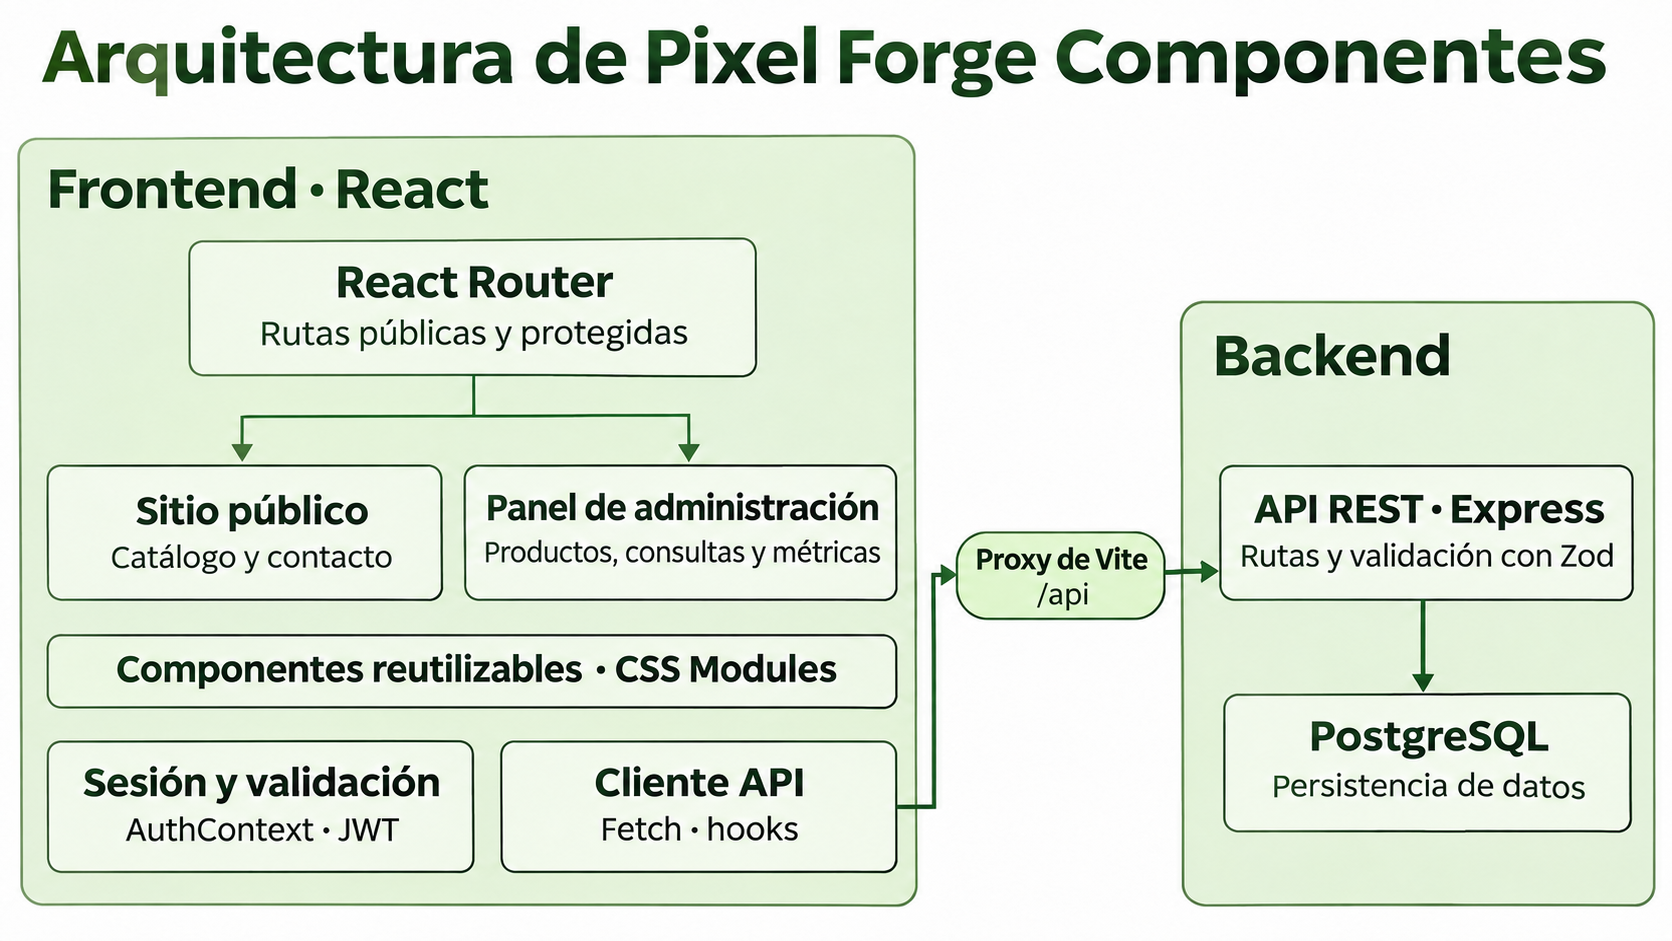 Arquitectura de Pixel Forge Componentes
Frontend · React
React Router
Rutas públicas y protegidas
Sitio público
Catálogo y contacto
Panel de administración
Productos, consultas y métricas
Componentes reutilizables · CSS Modules
Sesión y validación
AuthContext · JWT
Cliente API
Fetch · hooks
Proxy de Vite
/api
Backend
API REST · Express
Rutas y validación con Zod
PostgreSQL
Persistencia de datos